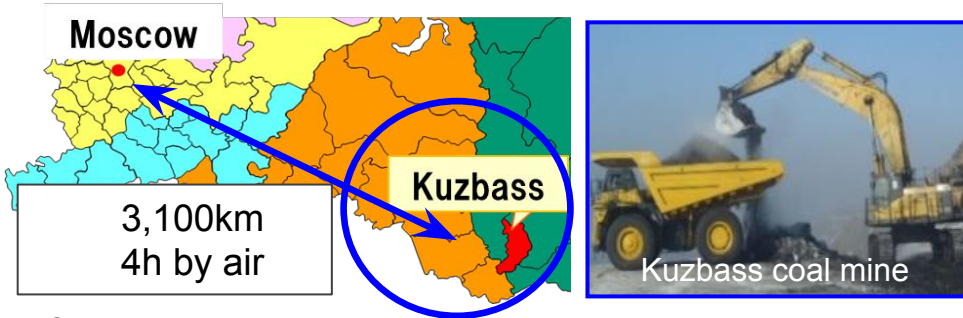 Moscow
Kuzbass
3,100km
4h by air
Kuzbass coal mine